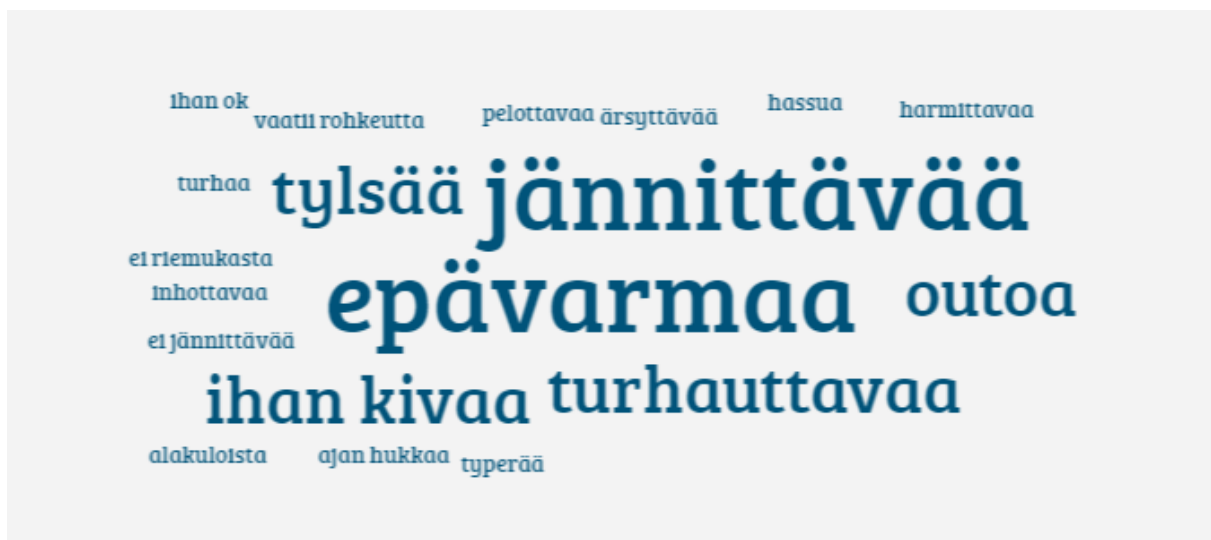 ihan ok
vaatii rohkeutta
pelottavaa
ärsyttävää
hassua
harmittavaa
turhaa
tylsää
jännittävää
ei riemukasta
inhottavaa
epävarmaa
outoa
ei jännittävää
ihan kivaa
turhauttavaa
alakuloista
ajan hukkaa
typerää